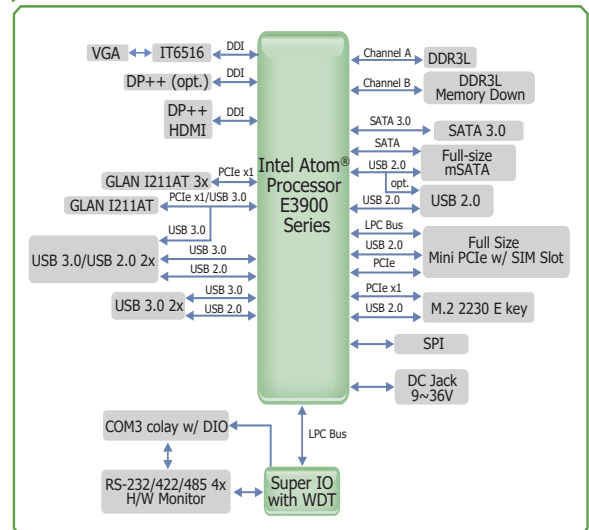 VGA
IT6516
DDI
DP++ (opt.)
DDI
DP++
HDMI
DDI
GLAN I211AT 3x
PCIe x1
GLAN I211AT
PCIe x1/USB 3.0
USB 3.0
USB 3.0/USB 2.0 2x
USB 3.0
USB 2.0
USB 3.0 2x
USB 3.0
USB 2.0
Intel Atom®
Processor
E3900
Series
Channel A
DDR3L
Channel B
DDR3L
Memory Down
SATA 3.0
SATA 3.0
SATA
Full-size
mSATA
USB 2.0
opt.
USB 2.0
USB 2.0
LPC Bus
USB 2.0
PCIe
Full Size
Mini PCIe w/ SIM Slot
PCIe x1
USB 2.0
M.2 2230 E key
SPI
DC Jack
9~36V
COM3 colay w/ DIO
LPC Bus
RS-232/422/485 4x
H/W Monitor
Super IO
with WDT